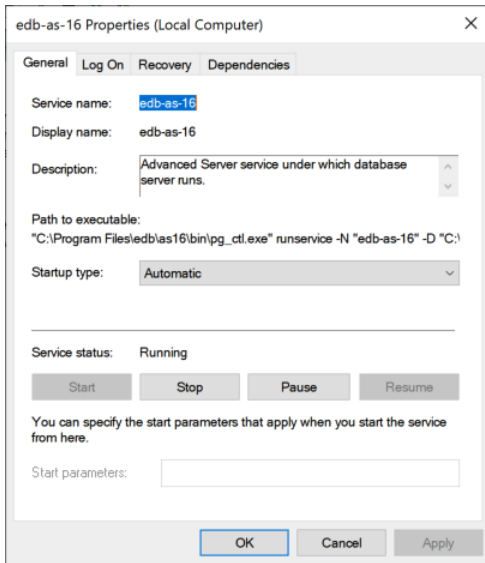 edb-as-16 Properties (Local Computer)
General Log On Recovery Dependencies
Service name: edb-as-16
Display name: edb-as-16
Description: Advanced Server service under which database
server runs.
Path to executable:
"C:\Program Files\edb\as16\bin\pg_ctl.exe" runservice -N "edb-as-16" -D "C:\
Startup type: Automatic
Service status: Running
Start Stop Pause Resume
You can specify the start parameters that apply when you start the service
from here.
Start parameters:
OK Cancel Apply